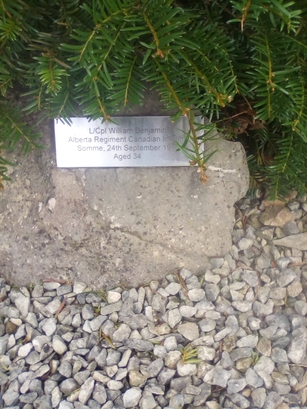 L/Cpl William Benjamin
Alberta Regiment Canadian
Somme, 24th September
Aged 34